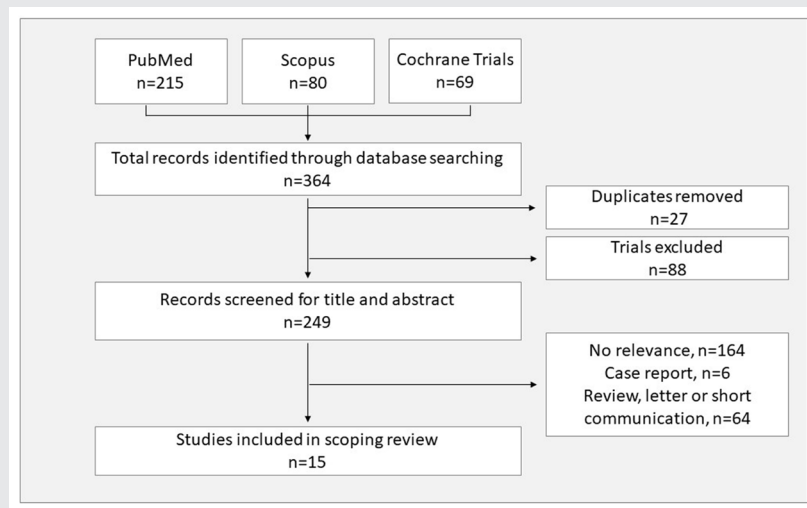 PubMed
n=215
Scopus
n=80
Cochrane Trials
n=69
Total records identified through database searching
n=364
Duplicates removed
n=27
Trials excluded
n=88
Records screened for title and abstract
n=249
No relevance, n=164
Case report, n=6
Review, letter or short
communication, n=64
Studies included in scoping review
n=15